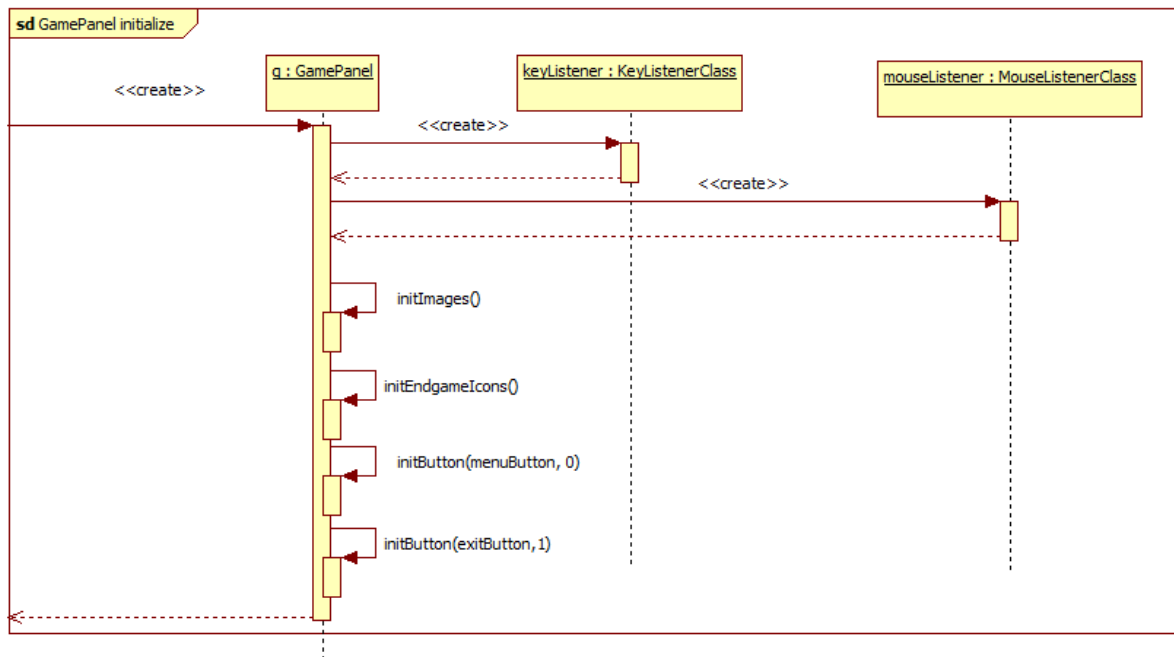 sd GamePanel initialize
g : GamePanel
keyListener : KeyListenerClass
mouseListener : MouseListenerClass
<<create>>
<<create>>
<<create>>
initImages()
initEndgameIcons()
initButton(menuButton, 0)
initButton(exitButton,1)